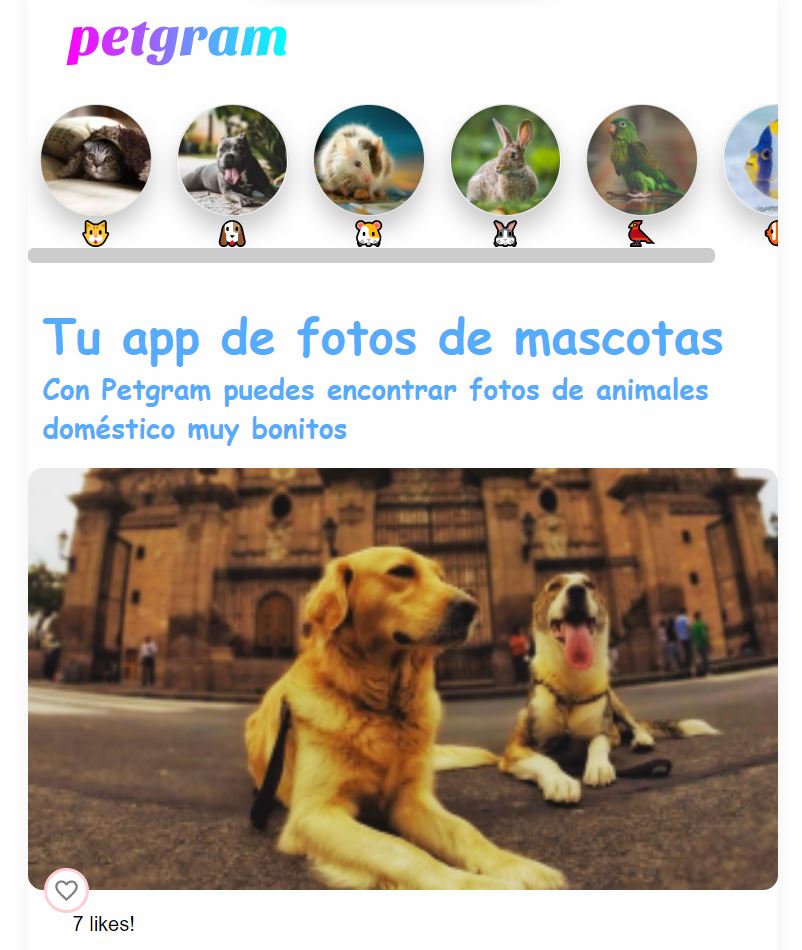 petgram
Tu app de fotos de mascotas
Con Petgram puedes encontrar fotos de animales
doméstico muy bonitos
7 likes!